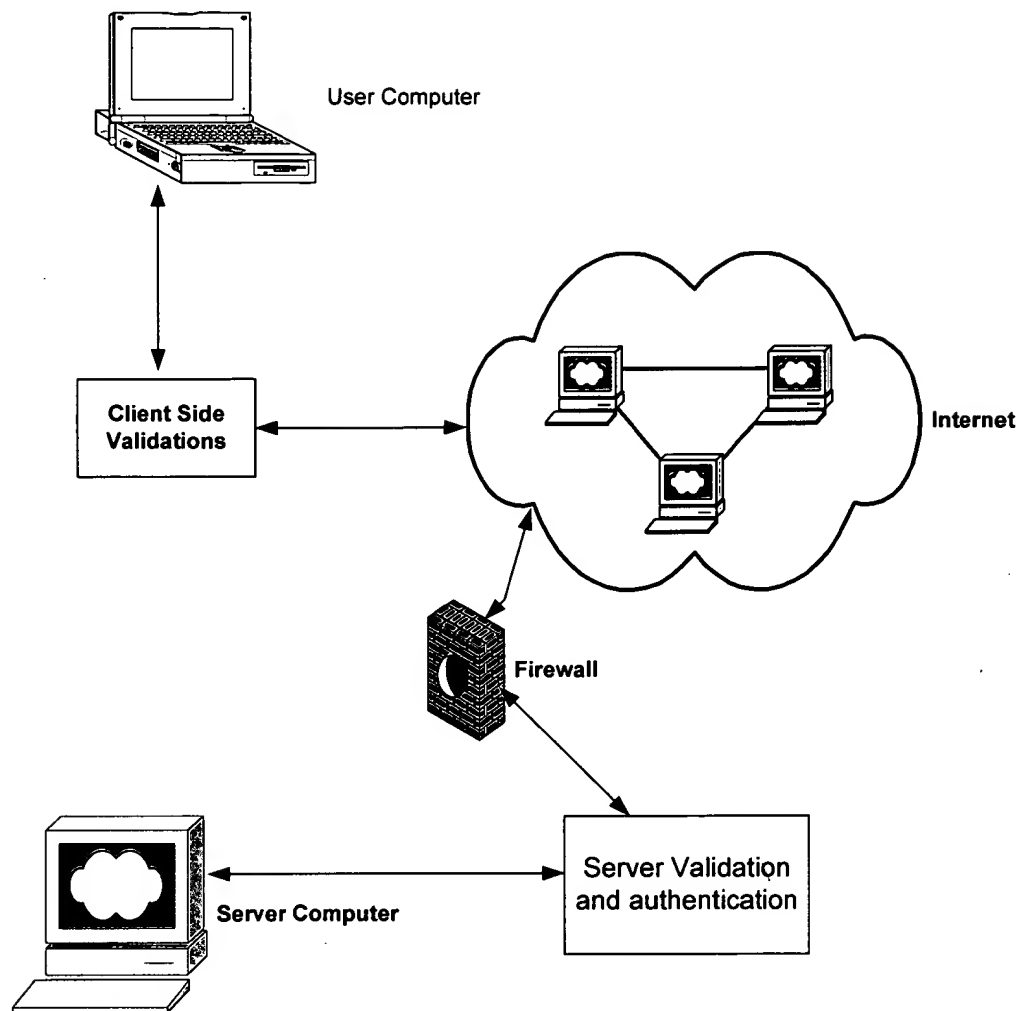 User Computer
Client Side
Validations
Internet
Firewall
Server Validation
and authentication
Server Computer